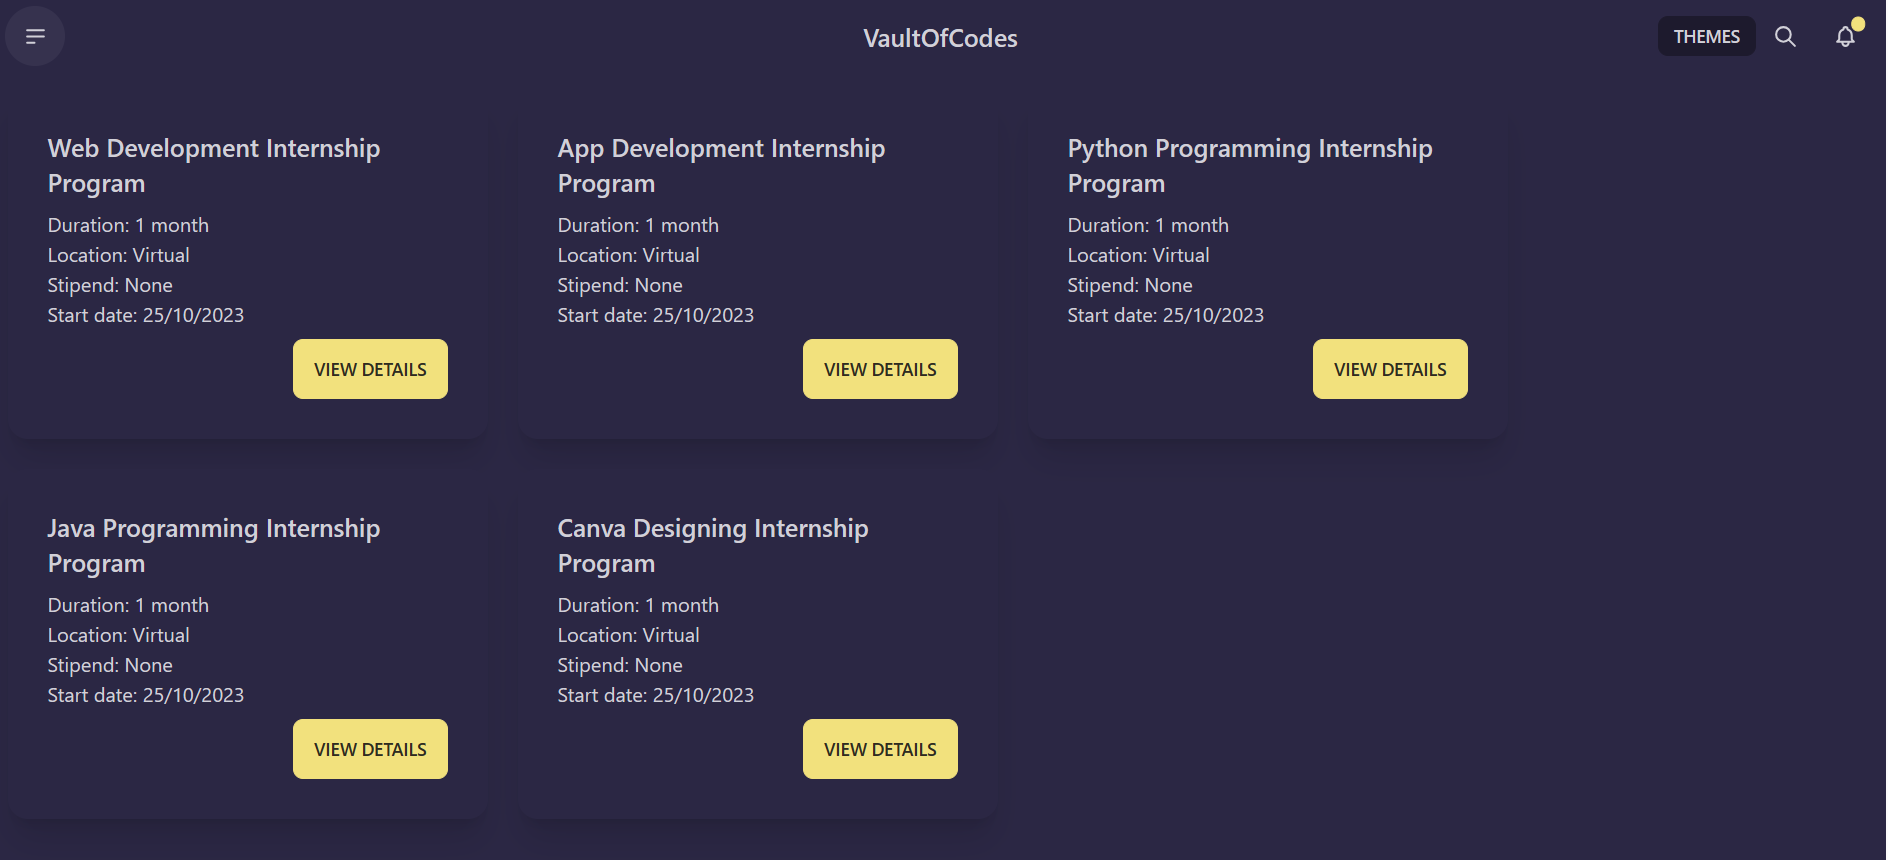 VaultOfCodes
THEMES
Web Development Internship
Program
Duration: 1 month
Location: Virtual
Stipend: None
Start date: 25/10/2023
VIEW DETAILS
App Development Internship
Program
Duration: 1 month
Location: Virtual
Stipend: None
Start date: 25/10/2023
VIEW DETAILS
Python Programming Internship
Program
Duration: 1 month
Location: Virtual
Stipend: None
Start date: 25/10/2023
VIEW DETAILS
Java Programming Internship
Program
Duration: 1 month
Location: Virtual
Stipend: None
Start date: 25/10/2023
VIEW DETAILS
Canva Designing Internship
Program
Duration: 1 month
Location: Virtual
Stipend: None
Start date: 25/10/2023
VIEW DETAILS